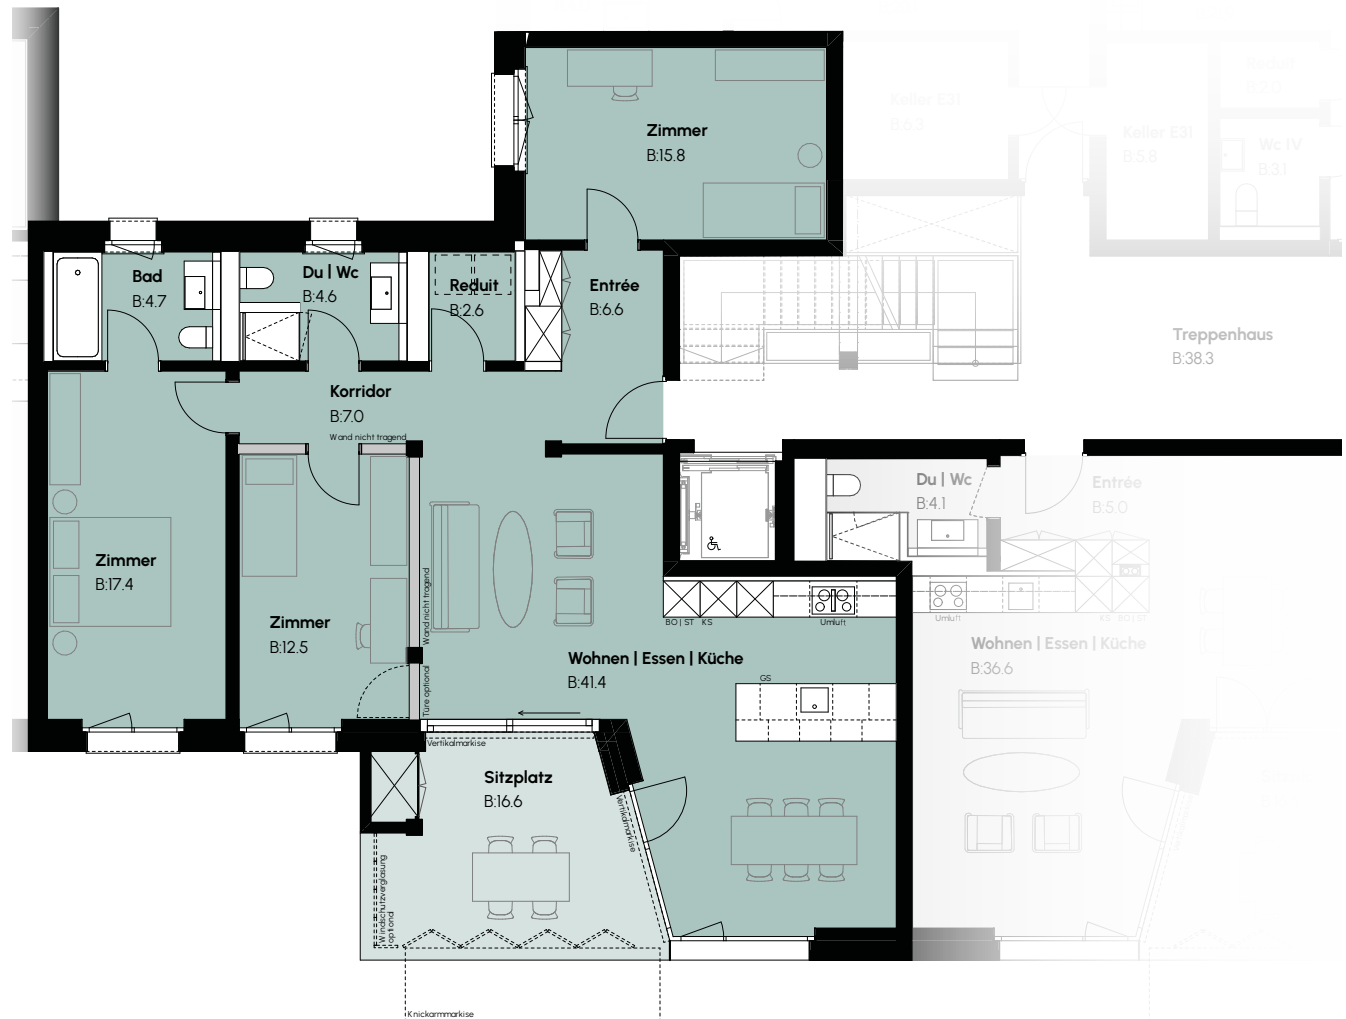 Zimmer
B:15.8
Keller E31
B:6.3
Keller E31
B:5.8
Wc IV
B:3.1
Bad
B:4.7
Du | Wc
B:4.6
Reduit
B:2.6
Entrée
B:6.6
Treppenhaus
B:38.3
Korridor
B:7.0
Wand nicht tragend
Du | Wc
B:4.1
Entrée
B:5.0
Zimmer
B:17.4
Zimmer
B:12.5
Wand nicht tragend
Türe optional
BO | ST
KS
Umluft
Umluft
KS
BO | ST
Wohnen | Essen | Küche
B:41.4
Wohnen | Essen | Küche
B:36.6
GS
Vertikalmarkise
Sitzplatz
B:16.6
Vertikalmarkise
Windschutzverglasung
optional
Knickarmmarkise